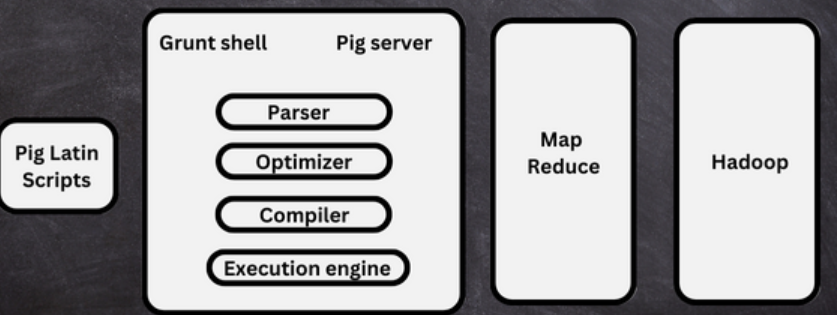 Grunt shell
Pig server
Parser
Pig Latin
Scripts
Optimizer
Compiler
Execution engine
Map
Reduce
Hadoop